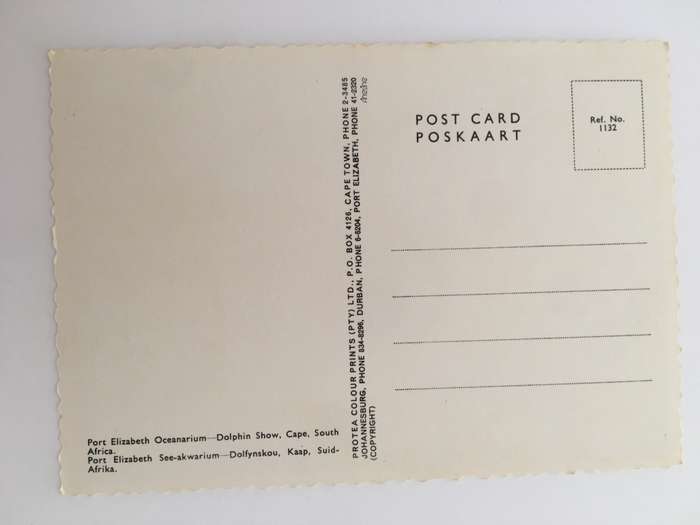 POST CARD
POSKAART
Ref. No.
1132
PROTEA COLOUR PRINTS (PTY) LTD., P.O. BOX 4126, CAPE TOWN, PHONE 2-3485
JOHANNESBURG, PHONE 834-8296, DURBAN, PHONE 6-6204, PORT ELIZABETH, PHONE 41-2320
(COPYRIGHT)
Port Elizabeth Oceanarium—Dolphin Show, Cape, South
Africa.
Port Elizabeth See-akwarium—Dolfynskou, Kaap, Suid-
Afrika.